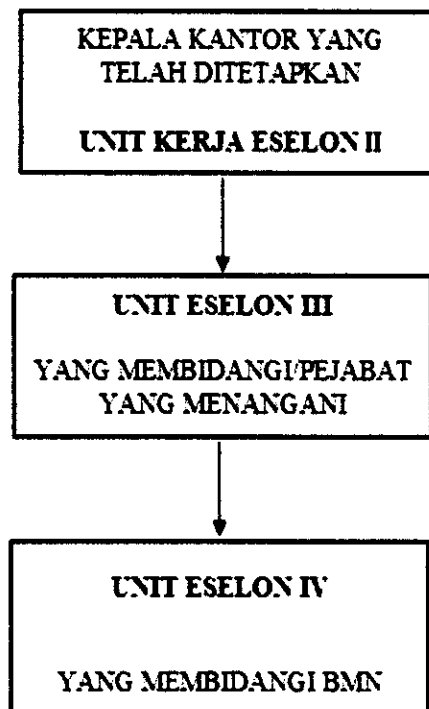 KEPALA KANTOR YANG
TELAH DITETAPKAN
UNIT KERJA ESELON II
UNIT ESELON III
YANG MEMBIDANGI/PEJABAT
YANG MENANGANI
UNIT ESELON IV
YANG MEMBIDANGI BMN